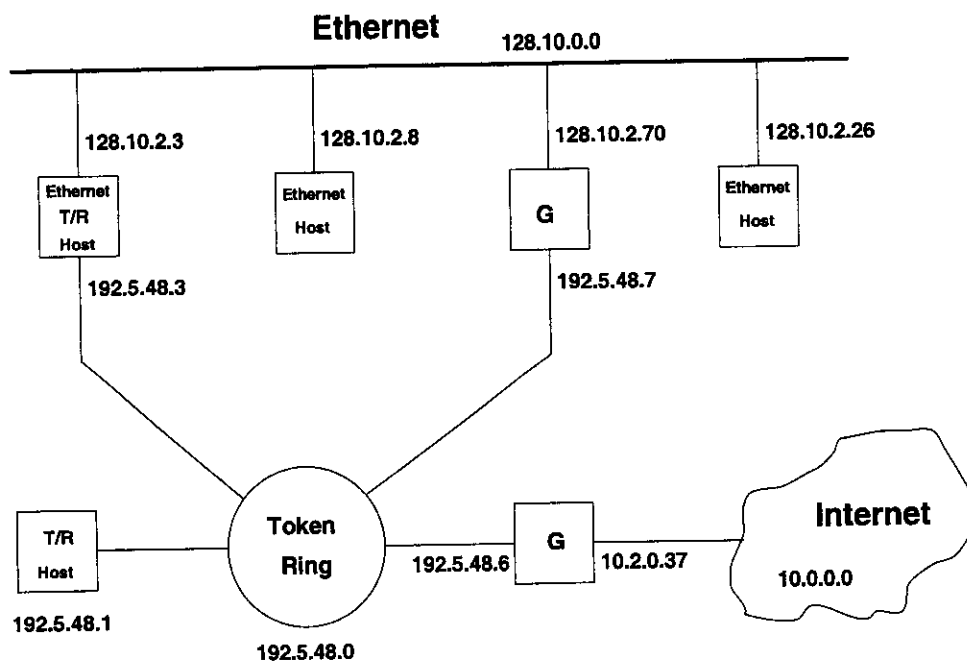 Ethernet
128.10.0.0
128.10.2.3
128.10.2.8
128.10.2.70
128.10.2.26
Ethernet
T/R
Host
Ethernet
Host
G
Ethernet
Host
192.5.48.3
192.5.48.7
T/R
Host
192.5.48.1
Token
Ring
192.5.48.0
192.5.48.6
G
10.2.0.37
Internet
10.0.0.0